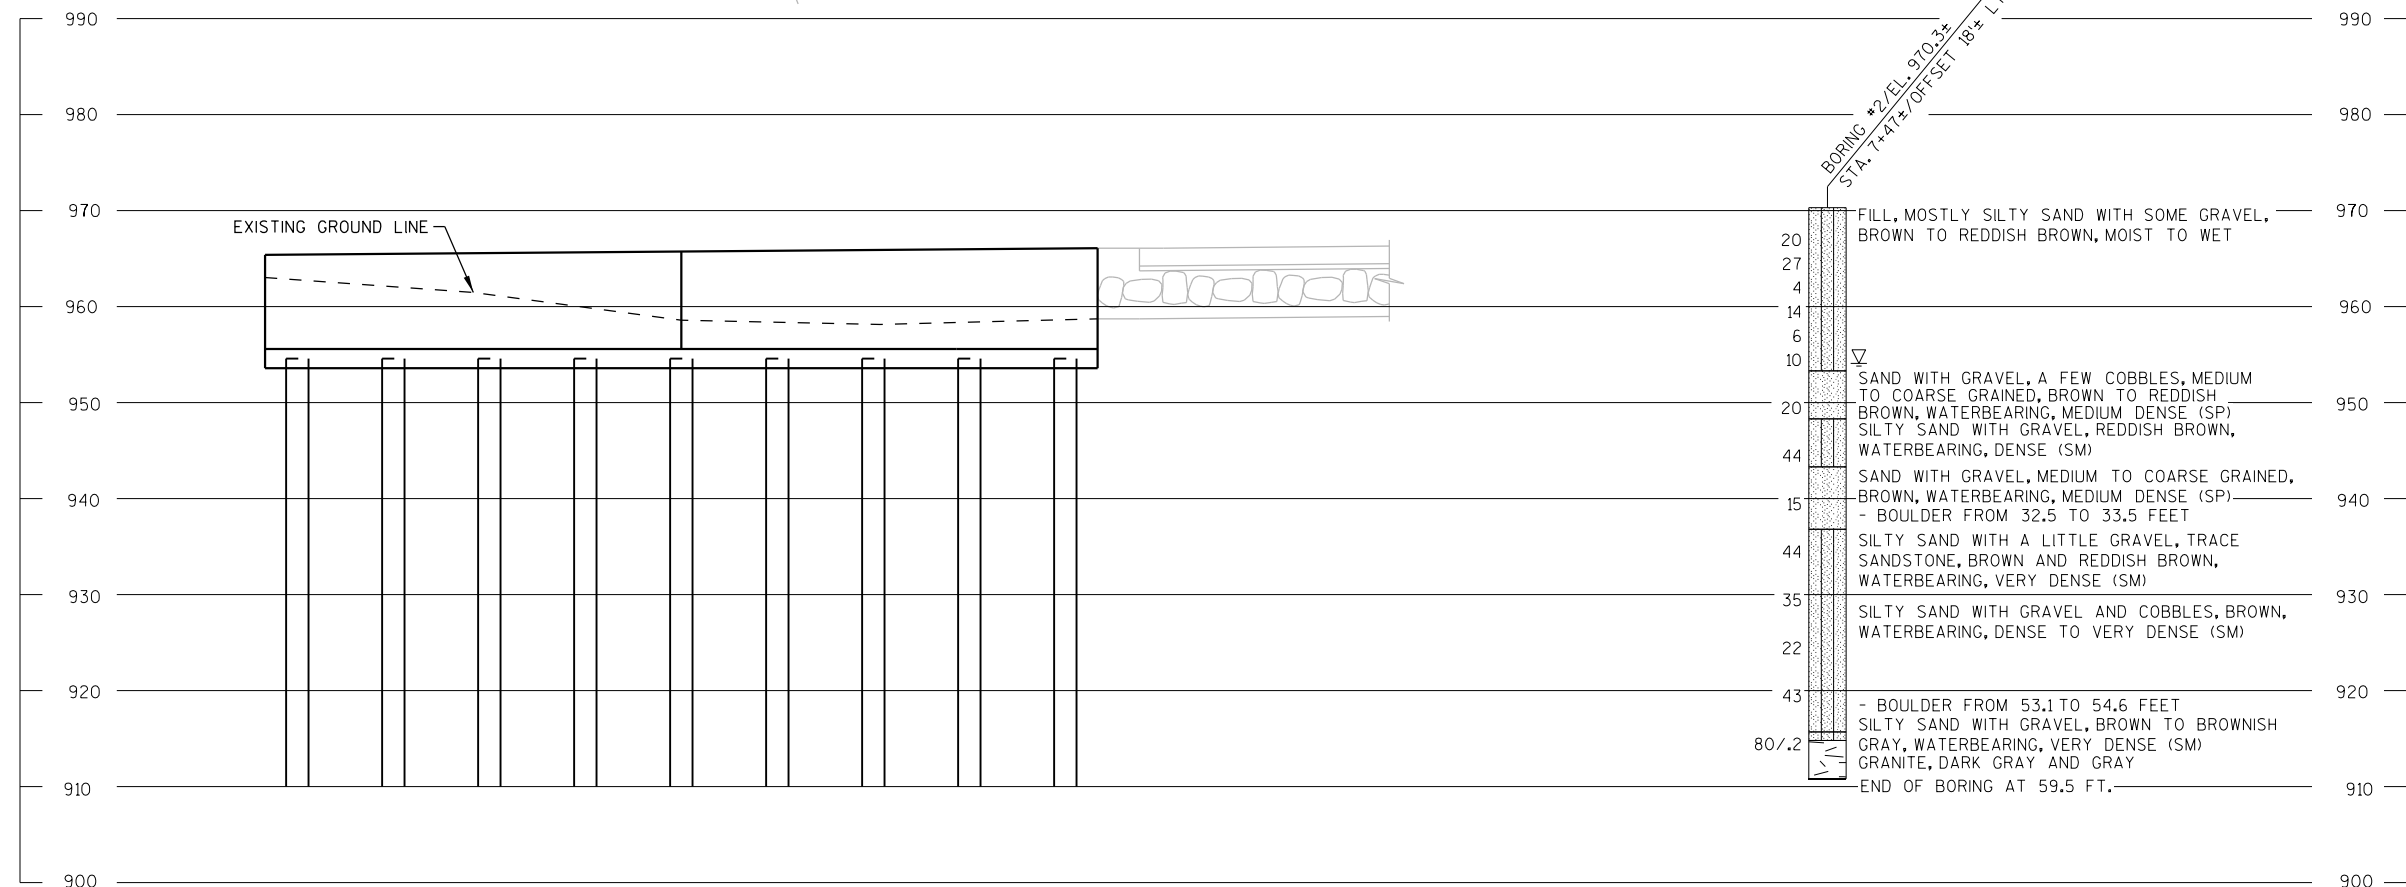 990 990
BORING #2/EL. 970.3±
STA. 7+47±/OFFSET 18'±
980 980
970 970
EXISTING GROUND LINE
FILL, MOSTLY SILTY SAND WITH SOME GRAVEL,
BROWN TO REDDISH BROWN, MOIST TO WET
20
27
4
960 960
14
6
10
SAND WITH GRAVEL, A FEW COBBLES, MEDIUM
TO COARSE GRAINED, BROWN TO REDDISH
950 950
20
BROWN, WATERBEARING, MEDIUM DENSE (SP)
SILTY SAND WITH GRAVEL, REDDISH BROWN,
WATERBEARING, DENSE (SM)
44
SAND WITH GRAVEL, MEDIUM TO COARSE GRAINED,
BROWN, WATERBEARING, MEDIUM DENSE (SP)
940 940
15
- BOULDER FROM 32.5 TO 33.5 FEET
SILTY SAND WITH A LITTLE GRAVEL, TRACE
44
SANDSTONE, BROWN AND REDDISH BROWN,
WATERBEARING, VERY DENSE (SM)
930 930
35
SILTY SAND WITH GRAVEL AND COBBLES, BROWN,
WATERBEARING, DENSE TO VERY DENSE (SM)
22
920 920
43
- BOULDER FROM 53.1 TO 54.6 FEET
SILTY SAND WITH GRAVEL, BROWN TO BROWNISH
80/.2
GRAY, WATERBEARING, VERY DENSE (SM)
GRANITE, DARK GRAY AND GRAY
910 910
END OF BORING AT 59.5 FT.
900 900